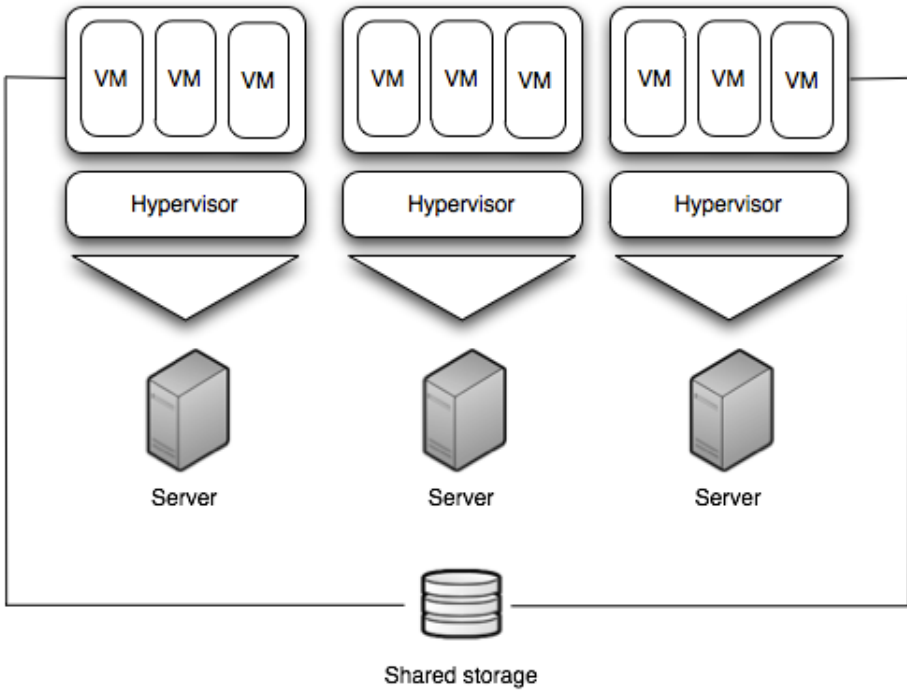 VM VM VM VM VM VM VM VM VM
Hypervisor Hypervisor Hypervisor
Server Server Server
Shared storage